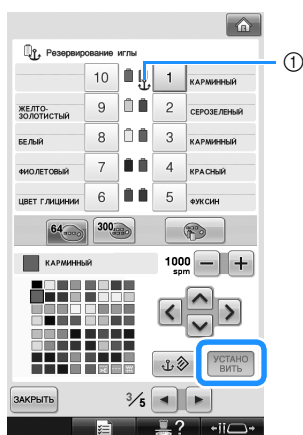 ①
Резервирование иглы
10 1 КАРМИННЫЙ
ЖЕЛТО-
ЗОЛОТИСТЫЙ 9 2 СЕРОЗЕЛЕНЫЙ
БЕЛЫЙ 8 3 КАРМИННЫЙ
ФИОЛЕТОВЫЙ 7 4 КРАСНЫЙ
ЦВЕТ ГЛИЦИНИИ 6 5 ФУКСИН
64 300
КАРМИННЫЙ 1000
spm − +
УСТАНО
ВИТЬ
ЗАКРЫТЬ 3/5
?